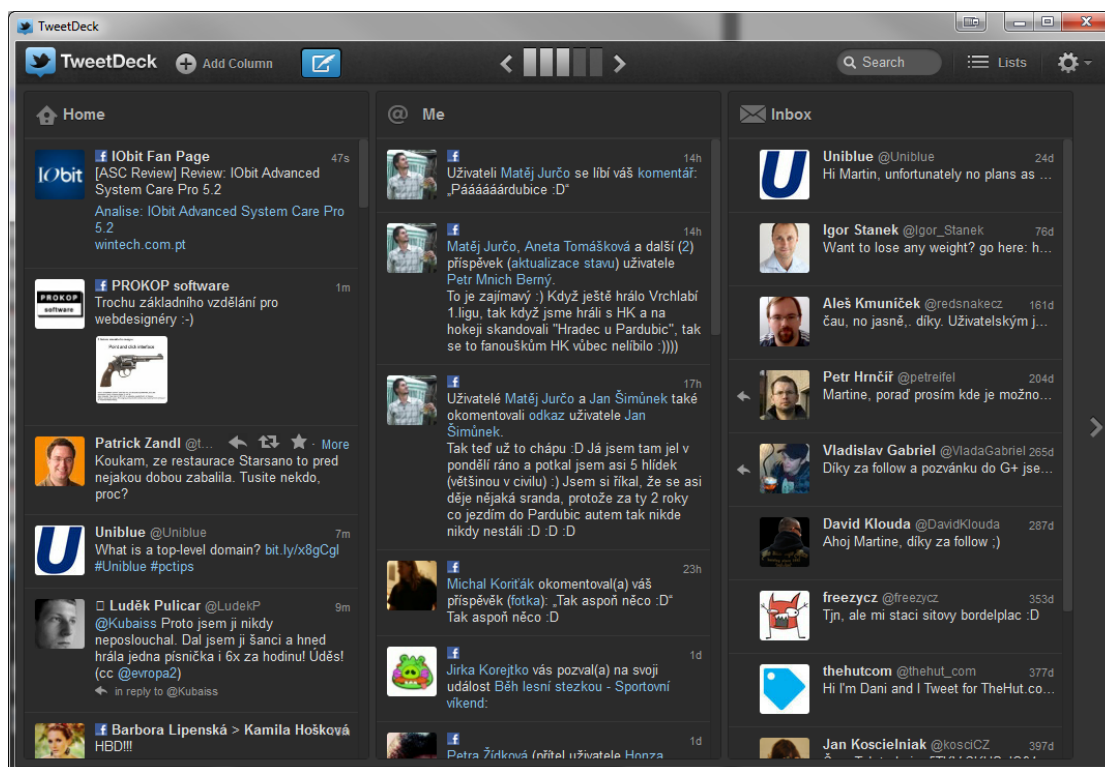 TweetDeck
TweetDeck
Add Column
Search
Lists
Home
IObit
IObit Fan Page 47s
[ASC Review] Review: IObit Advanced
System Care Pro 5.2
Analise: IObit Advanced System Care Pro
5.2
wintech.com.pt
PROKOP
software
PROKOP software 1m
Trochu základního vzdělání pro
webdesignéry :-)
Point and click interface
Patrick Zandl @t... · More
Koukam, ze restaurace Starsano to pred
nejakou dobou zabalila. Tusite nekdo,
proc?
Uniblue @Uniblue 7m
What is a top-level domain? bit.ly/x8gCgl
#Uniblue #pctips
Luděk Pulicar @LudekP 9m
@Kubaiss Proto jsem ji nikdy
neposlouchal. Dal jsem ji šanci a hned
hrála jedna písnička i 6x za hodinu! Úděs!
(cc @evropa2)
in reply to @Kubaiss
Barbora Lipenská > Kamila Hošková
HBD!!!
@ Me
14h
Uživateli Matěj Jurčo se líbí váš komentář:
„Páááááárdubice :D“
14h
Matěj Jurčo, Aneta Tomášková a další (2)
příspěvek (aktualizace stavu) uživatele
Petr Mnich Berný.
To je zajímavý :) Když ještě hrálo Vrchlabí
1.ligu, tak když jsme hráli s HK a na
hokeji skandovali "Hradec u Pardubic", tak
se to fanouškům HK vůbec nelíbilo :))))
17h
Uživatelé Matěj Jurčo a Jan Šimůnek také
okomentovali odkaz uživatele Jan
Šimůnek.
Tak teď už to chápu :D Já jsem tam jel v
pondělí ráno a potkal jsem asi 5 hlídek
(většinou v civilu) :) Jsem si říkal, že se asi
děje nějaká sranda, protože za ty 2 roky
co jezdím do Pardubic autem tak nikde
nikdy nestáli :D :D :D
23h
Michal Koriťák okomentoval(a) váš
příspěvek (fotka): „Tak aspoň něco :D“
Tak aspoň něco :D
1d
Jirka Korejtko vás pozval(a) na svoji
událost Běh lesní stezkou - Sportovní
víkend:
1d
Petra Žídková (přítel uživatele Honza
Inbox
Uniblue @Uniblue 24d
Hi Martin, unfortunately no plans as ...
Igor Stanek @Igor_Stanek 76d
Want to lose any weight? go here: h...
Aleš Kmuníček @redsnakecz 161d
čau, no jasně,. díky. Uživatelským j...
Petr Hrnčíř @petreifel 204d
Martine, poraď prosím kde je možno...
Vladislav Gabriel @VladaGabriel 265d
Díky za follow a pozvánku do G+ jse...
David Klouda @DavidKlouda 287d
Ahoj Martine, díky za follow ;)
freezycz @freezycz 353d
Tjn, ale mi staci sitovy bordelplac :D
thehutcom @thehut_com 377d
Hi I'm Dani and I Tweet for TheHut.co...
Jan Koscielniak @kosciCZ 397d